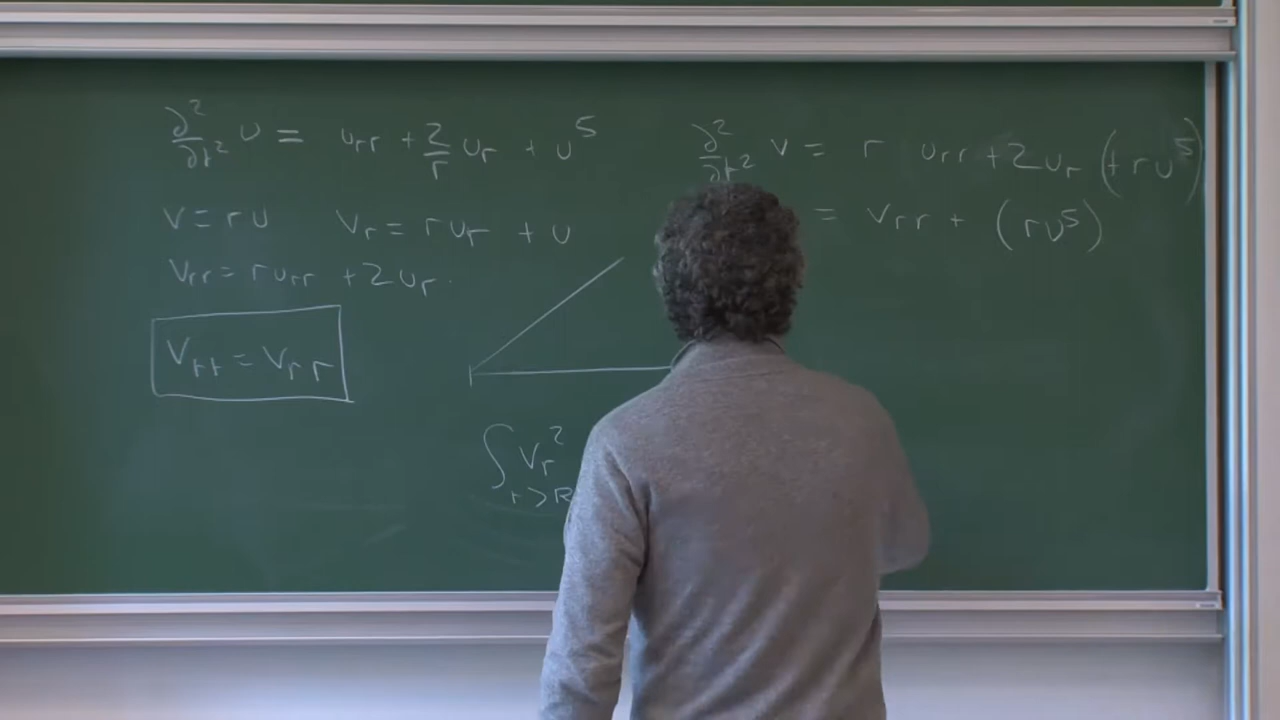 ∂²/∂t² u = u_rr + 2/r u_r + u^5
v = ru   v_r = r u_r + u
v_rr = r u_rr + 2u_r.
v_tt = v_rr
∫_{r>R} v_r²
∂²/∂t² v = r u_rr + 2u_r (+ r u^5)
= v_rr + (r u^5)